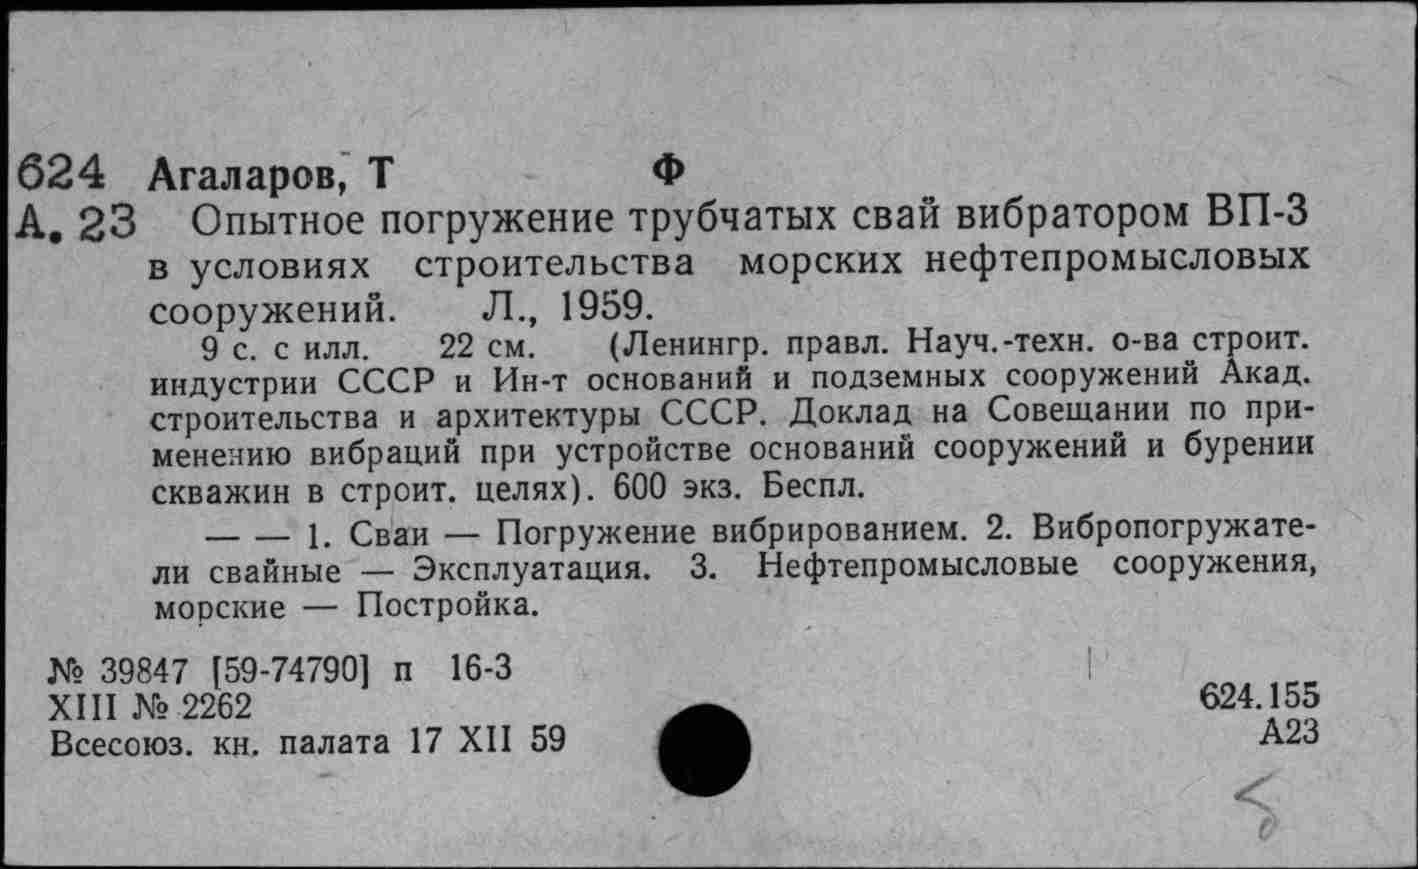 624 Агаларов, Т Ф
А. 23 Опытное погружение трубчатых свай вибратором ВП-3
в условиях строительства морских нефтепромысловых
сооружений. Л., 1959.
9 с. с илл. 22 см. (Ленингр. правл. Науч.-техн. о-ва строит.
индустрии СССР и Ин-т оснований и подземных сооружений Акад.
строительства и архитектуры СССР. Доклад на Совещании по при-
менению вибраций при устройстве оснований сооружений и бурении
скважин в строит. целях). 600 экз. Беспл.
— — 1. Сваи — Погружение вибрированием. 2. Вибропогружате-
ли свайные — Эксплуатация. 3. Нефтепромысловые сооружения,
морские — Постройка.
№ 39847 [59-74790] п 16-3
XIII № 2262
Всесоюз. кн. палата 17 XII 59
624.155
А23